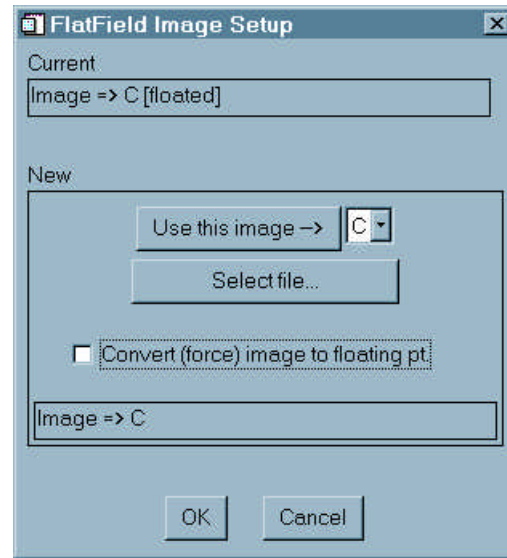 FlatField Image Setup
Current
Image => C [floated]
New
Use this image --> C
Select file...
Convert (force) image to floating pt.
Image => C
OK Cancel